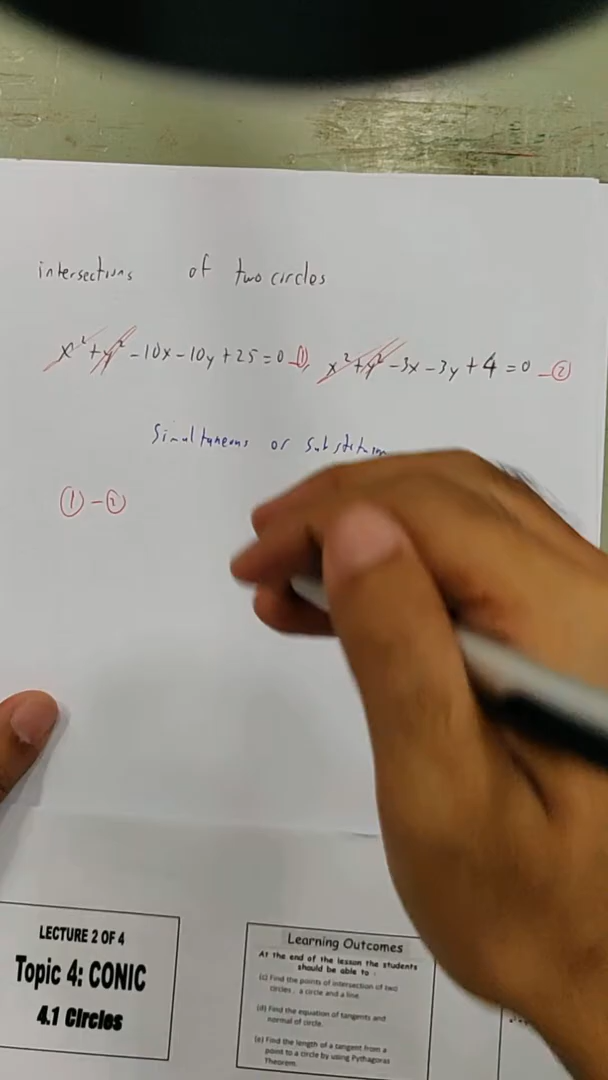 intersections of two circles
x² + y² - 10x - 10y + 25 = 0 - ①, x² + y² - 3x - 3y + 4 = 0 - ②
Simultaneous or
① - ②
LECTURE 2 OF 4
Topic 4: CONIC
4.1 Circles
Learning Outcomes
At the end of the lesson the students
should be able to :
(c) Find the points of intersection of two
circles , a circle and a line.
(d) Find the equation of tangents and
normal of circle.
(e) Find the length of a tangent from a
point to a circle by using Pythagoras
Theorem.